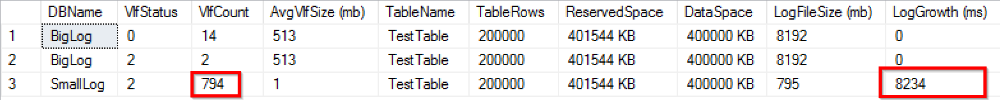 DBName VlfStatus VlfCount AvgVlfSize (mb) TableName TableRows ReservedSpace DataSpace LogFileSize (mb) LogGrowth (ms)
1 BigLog 0 14 513 TestTable 200000 401544 KB 400000 KB 8192 0
2 BigLog 2 2 513 TestTable 200000 401544 KB 400000 KB 8192 0
3 SmallLog 2 794 1 TestTable 200000 401544 KB 400000 KB 795 8234